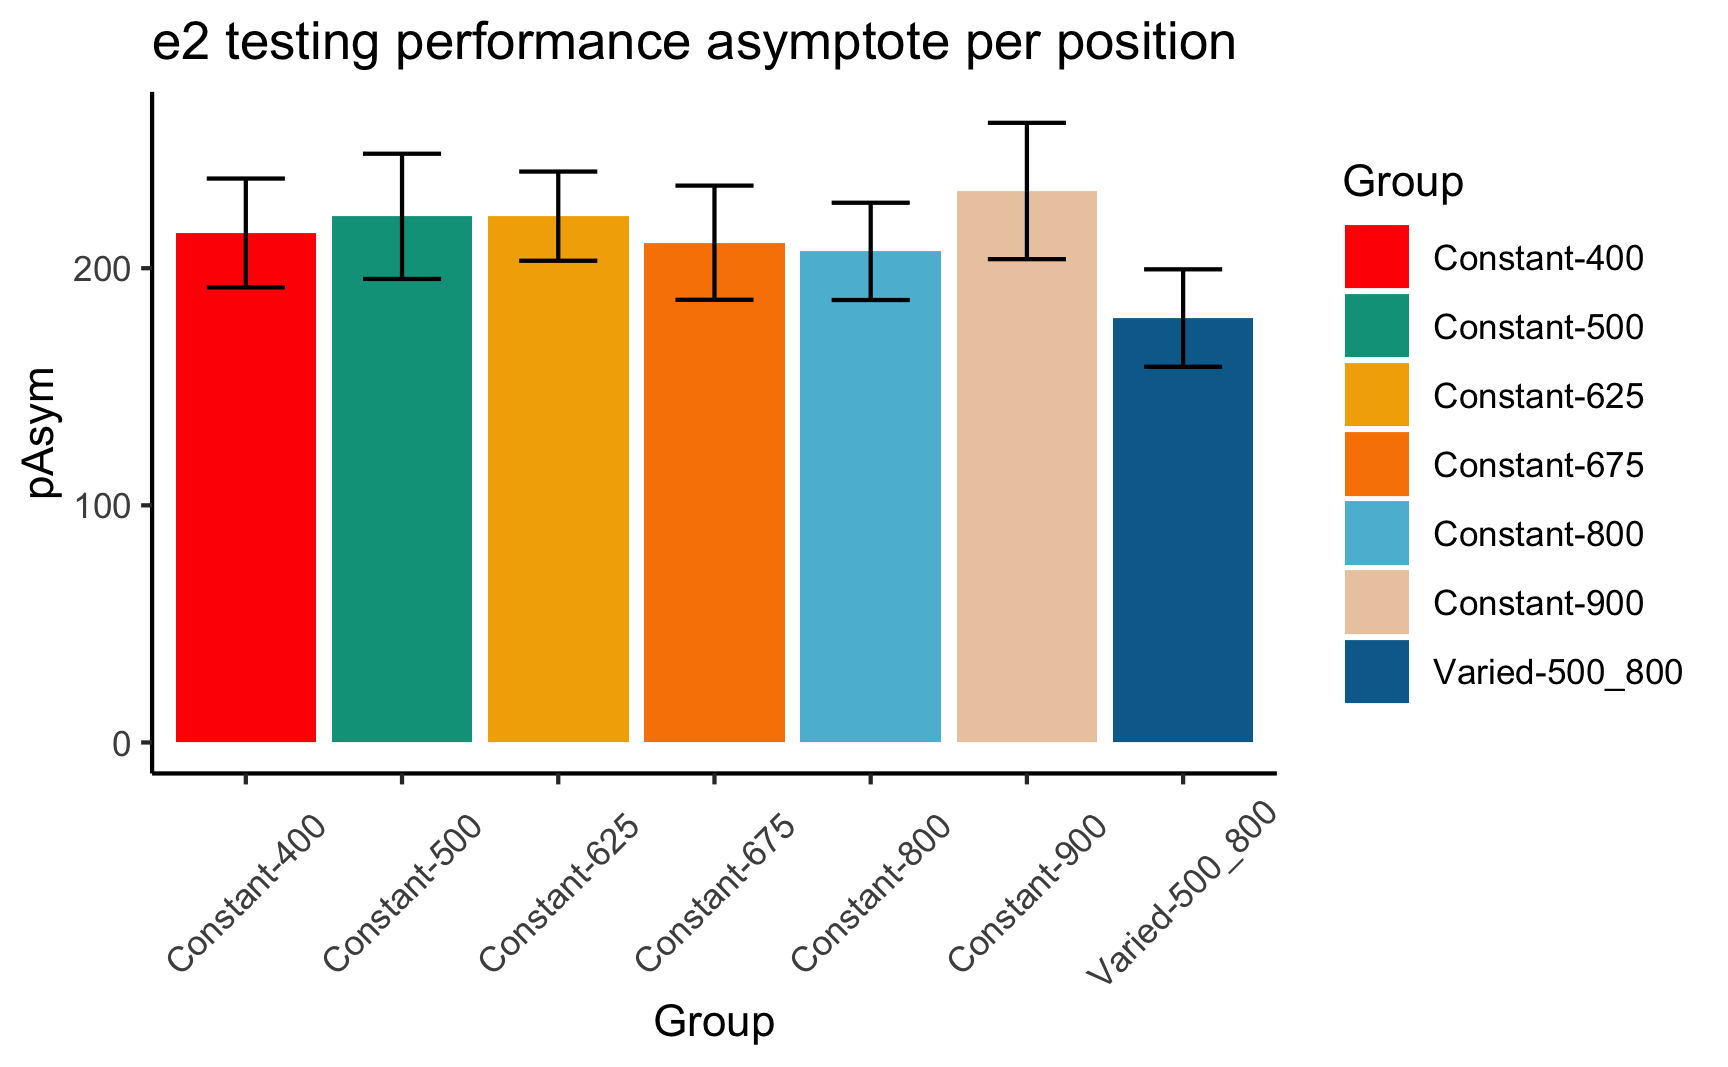 e2 testing performance asymptote per position
pAsym
200
100
0
Constant-400
Constant-500
Constant-625
Constant-675
Constant-800
Constant-900
Varied-500_800
Group
Group
Constant-400
Constant-500
Constant-625
Constant-675
Constant-800
Constant-900
Varied-500_800